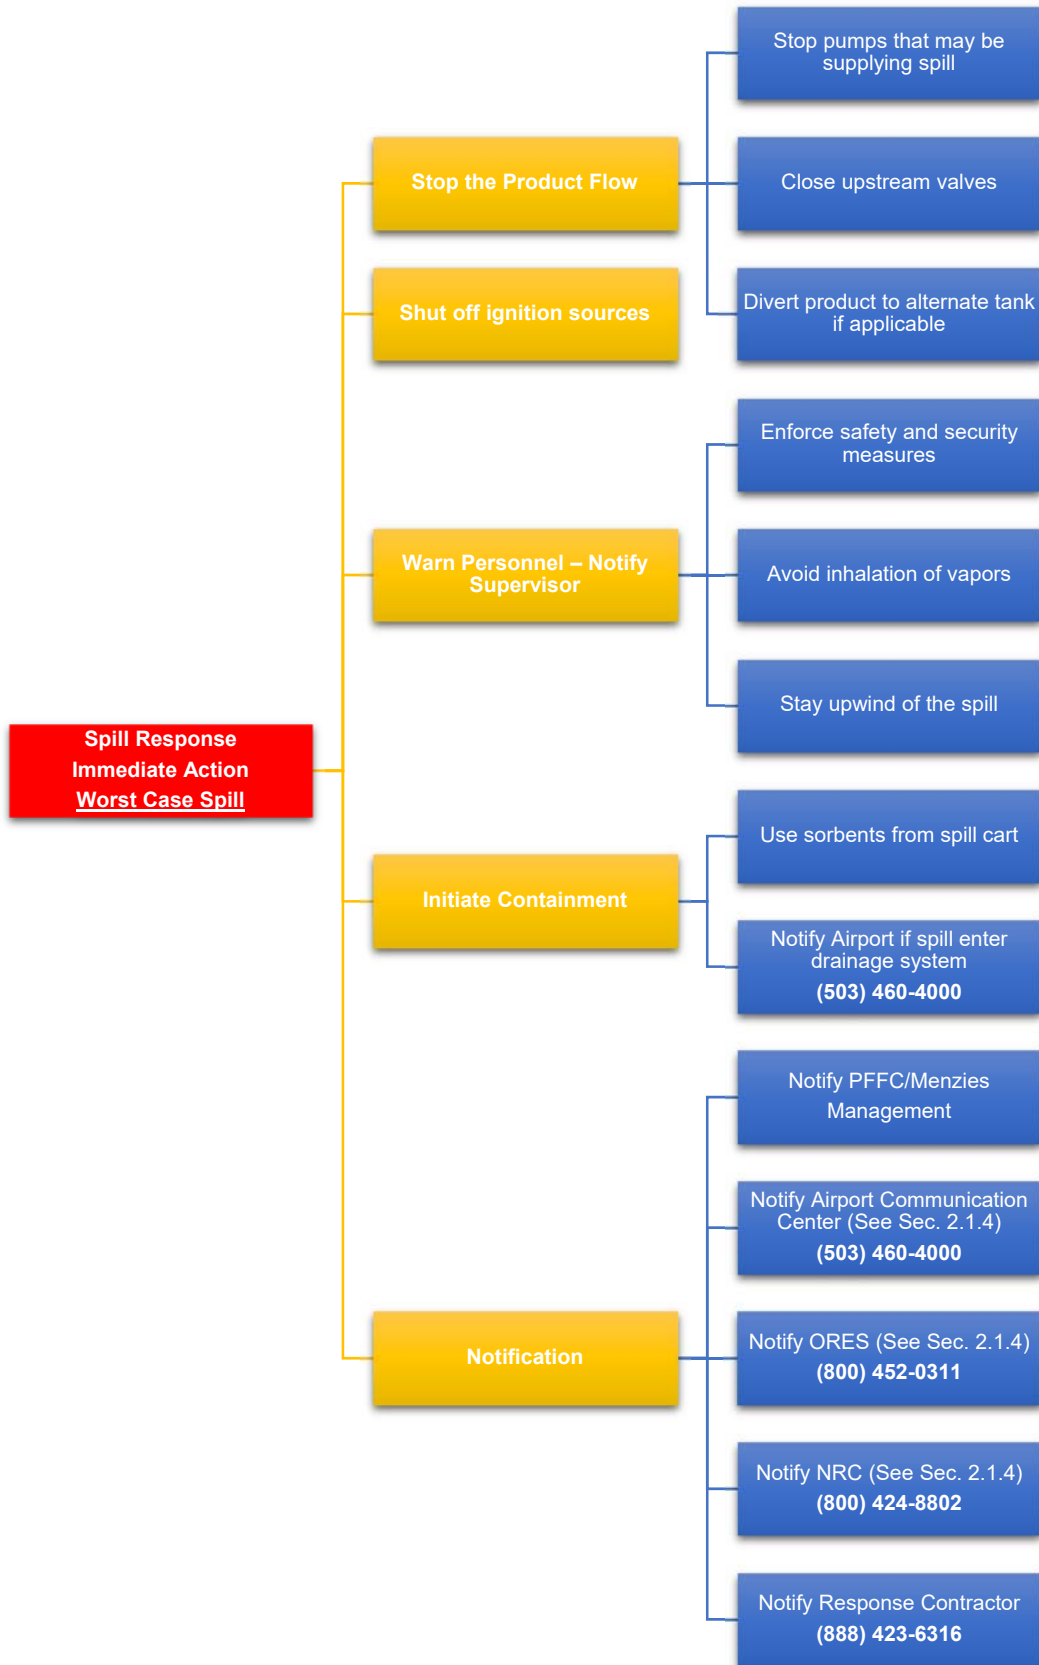 Spill Response
Immediate Action
Worst Case Spill
Stop the Product Flow
Stop pumps that may be
supplying spill
Close upstream valves
Divert product to alternate tank
if applicable
Shut off ignition sources
Warn Personnel – Notify
Supervisor
Enforce safety and security
measures
Avoid inhalation of vapors
Stay upwind of the spill
Initiate Containment
Use sorbents from spill cart
Notify Airport if spill enter
drainage system
(503) 460-4000
Notification
Notify PFFC/Menzies
Management
Notify Airport Communication
Center (See Sec. 2.1.4)
(503) 460-4000
Notify ORES (See Sec. 2.1.4)
(800) 452-0311
Notify NRC (See Sec. 2.1.4)
(800) 424-8802
Notify Response Contractor
(888) 423-6316